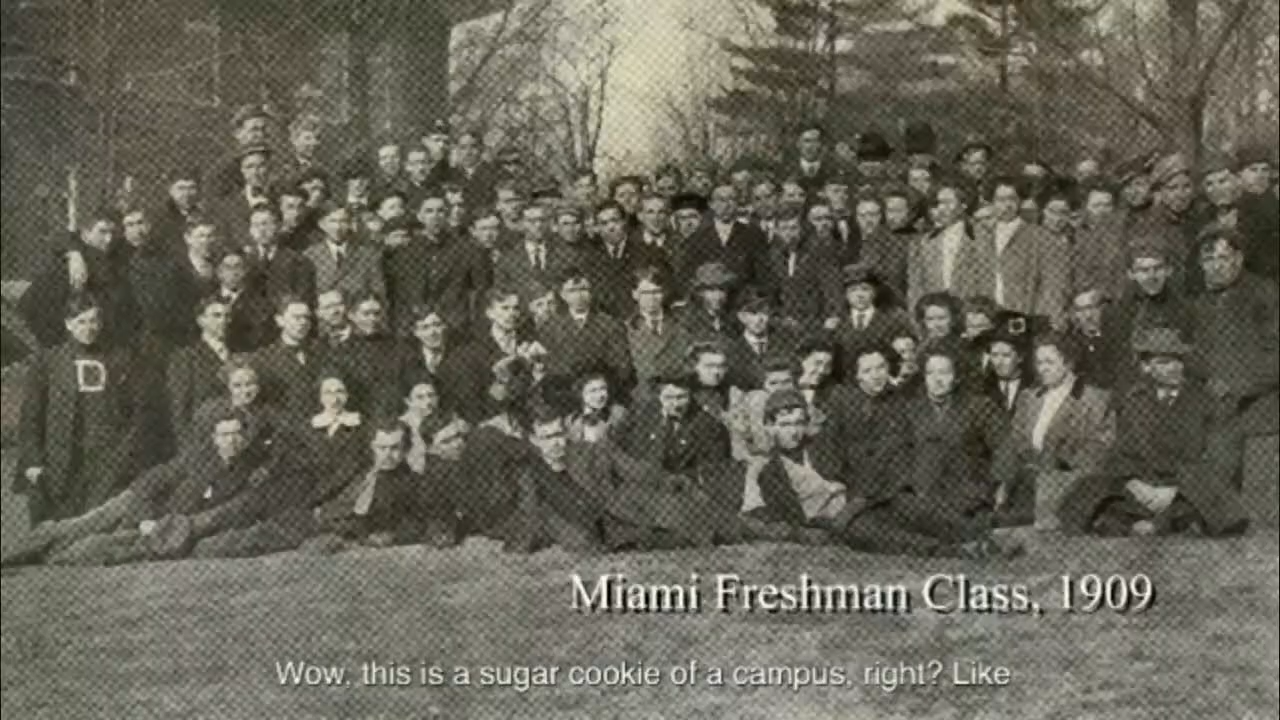 D
Miami Freshman Class, 1909
Wow, this is a sugar cookie of a campus, right? Like